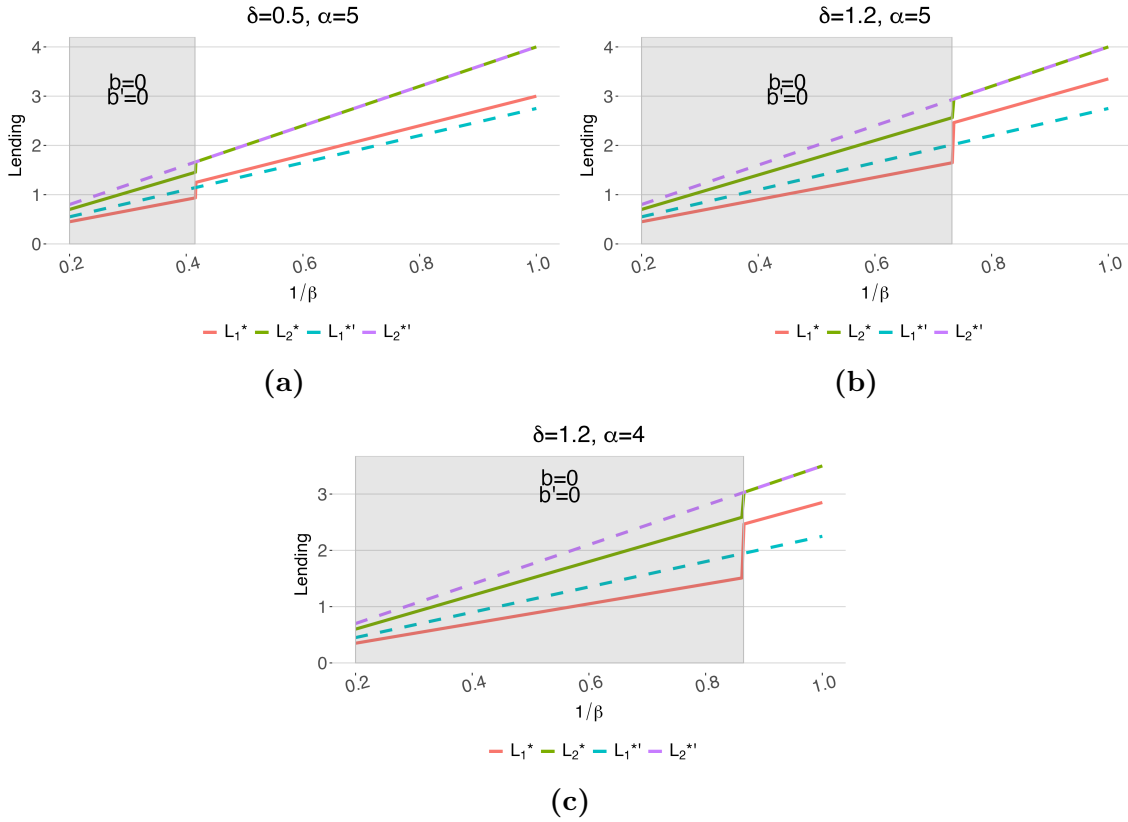 δ=0.5, α=5
4
3
2
1
0
Lending
b=0
b'=0
0.2 0.4 0.6 0.8 1.0
1/β
L₁* L₂* L₁*' L₂*'
(a)
δ=1.2, α=5
4
3
2
1
0
Lending
b=0
b'=0
0.2 0.4 0.6 0.8 1.0
1/β
L₁* L₂* L₁*' L₂*'
(b)
δ=1.2, α=4
3
2
1
0
Lending
b=0
b'=0
0.2 0.4 0.6 0.8 1.0
1/β
L₁* L₂* L₁*' L₂*'
(c)